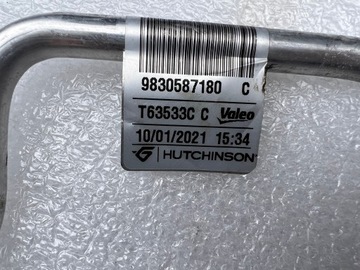 9830587180 C
T63533C C Valeo
10/01/2021 15:34
HUTCHINSON